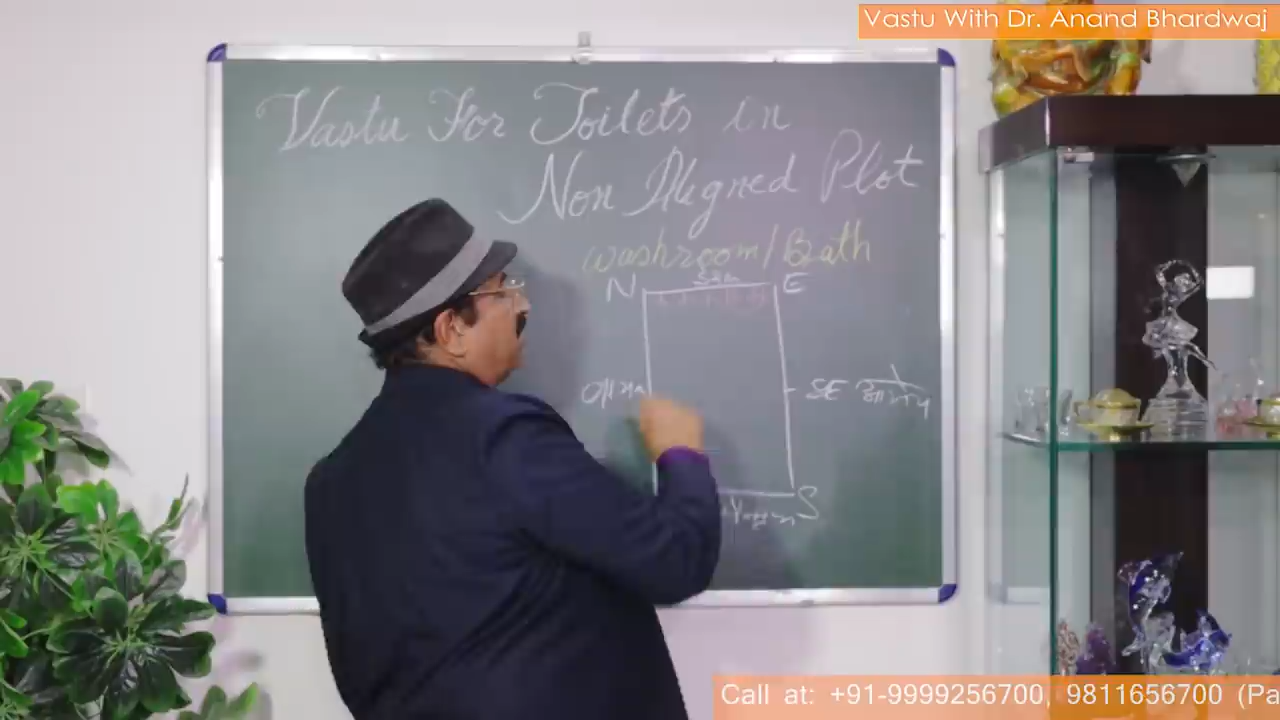 Vastu With Dr. Anand Bhardwaj
Vastu For Toilets in
Non Aligned Plot
washroom/Bath
N E
SE
S
Call at: +91-9999256700, 9811656700 (Pa